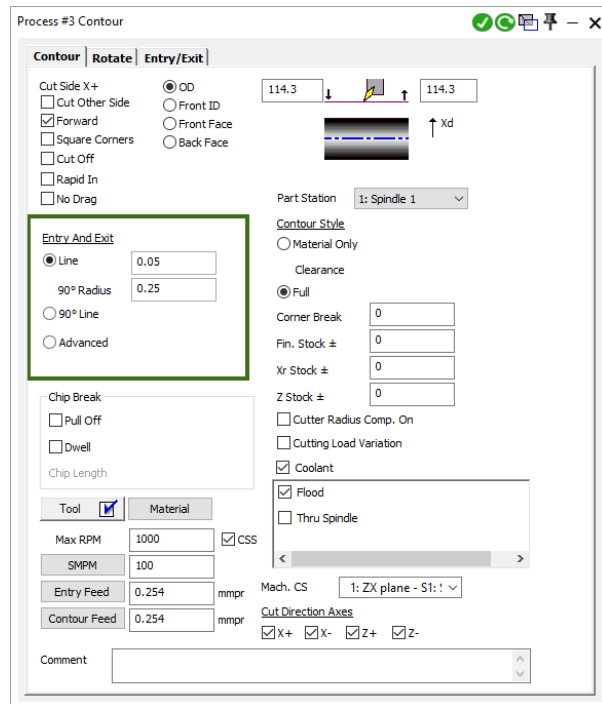 Process #3 Contour
Contour Rotate Entry/Exit
Cut Side X+
Cut Other Side
Forward
Square Corners
Cut Off
Rapid In
No Drag
OD
Front ID
Front Face
Back Face
114.3
114.3
Xd
Part Station 1: Spindle 1
Entry And Exit
Line 0.05
90° Radius 0.25
90° Line
Advanced
Contour Style
Material Only
Clearance
Full
Corner Break 0
Fin. Stock ± 0
Xr Stock ± 0
Z Stock ± 0
Chip Break
Pull Off
Dwell
Chip Length
Cutter Radius Comp. On
Cutting Load Variation
Coolant
Flood
Thru Spindle
Tool Material
Max RPM 1000 CSS
SMPM 100
Entry Feed 0.254 mmpr
Contour Feed 0.254 mmpr
Mach. CS 1: ZX plane - S1:
Cut Direction Axes
X+ X- Z+ Z-
Comment